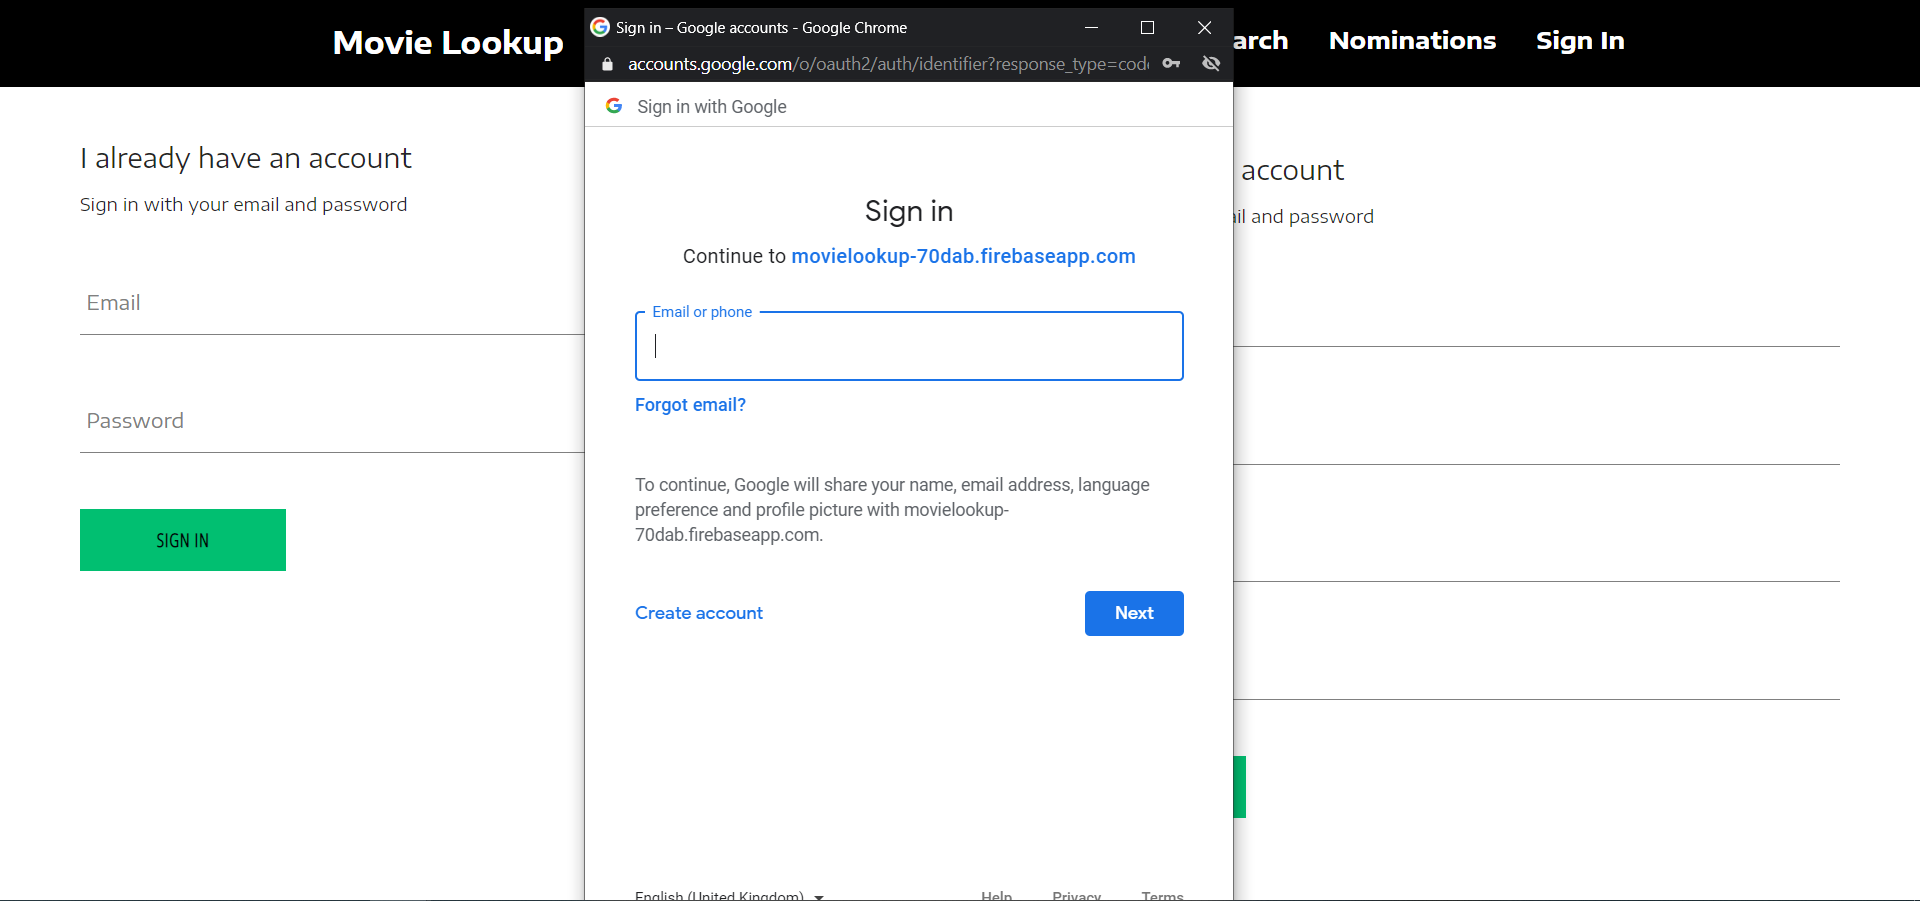 Movie Lookup
Nominations
Sign In
Sign in – Google accounts - Google Chrome
accounts.google.com/o/oauth2/auth/identifier?response_type=code
Sign in with Google
Sign in
Continue to movielookup-70dab.firebaseapp.com
Email or phone
Forgot email?
To continue, Google will share your name, email address, language
preference and profile picture with movielookup-
70dab.firebaseapp.com.
Create account
Next
English (United Kingdom)
Help
Privacy
Terms
I already have an account
Sign in with your email and password
Email
Password
SIGN IN
account
and password